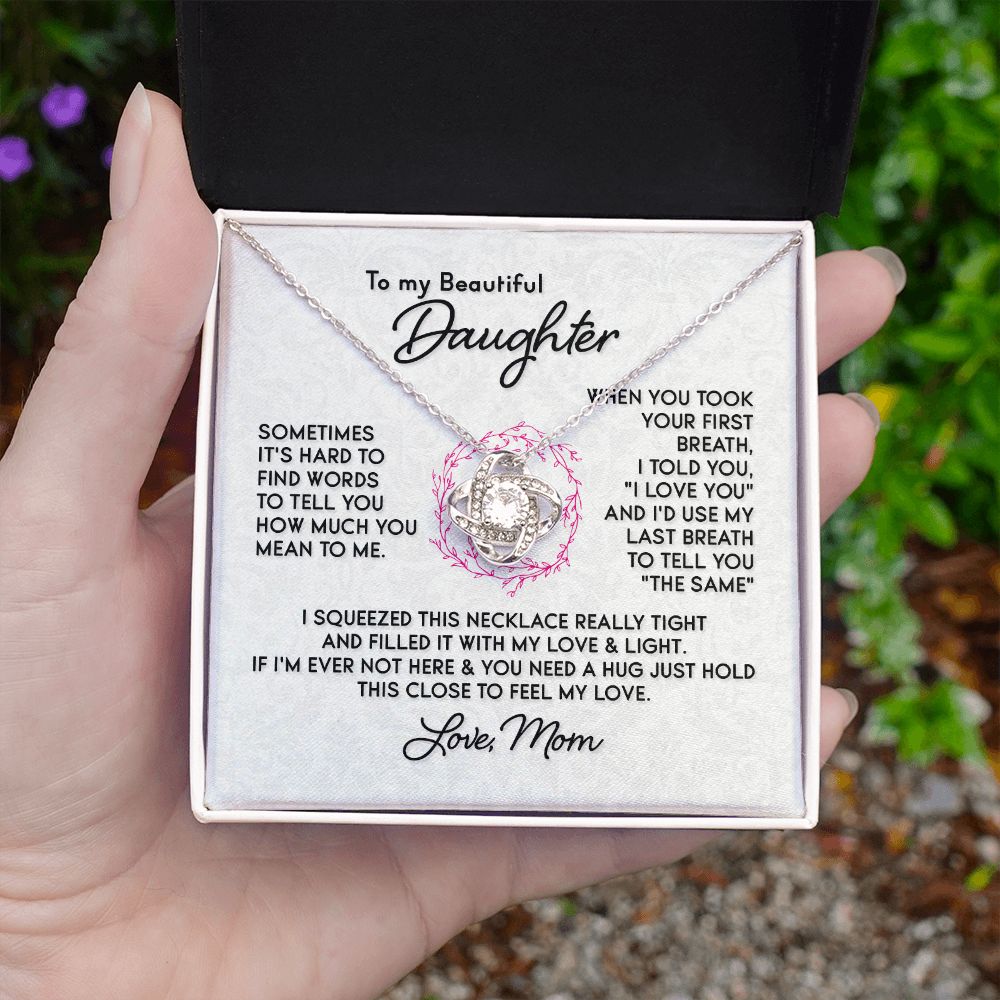 To my Beautiful
Daughter
SOMETIMES
IT'S HARD TO
FIND WORDS
TO TELL YOU
HOW MUCH YOU
MEAN TO ME.
WHEN YOU TOOK
YOUR FIRST
BREATH,
I TOLD YOU,
"I LOVE YOU"
AND I'D USE MY
LAST BREATH
TO TELL YOU
"THE SAME"
I SQUEEZED THIS NECKLACE REALLY TIGHT
AND FILLED IT WITH MY LOVE & LIGHT.
IF I'M EVER NOT HERE & YOU NEED A HUG JUST HOLD
THIS CLOSE TO FEEL MY LOVE.
Love, Mom